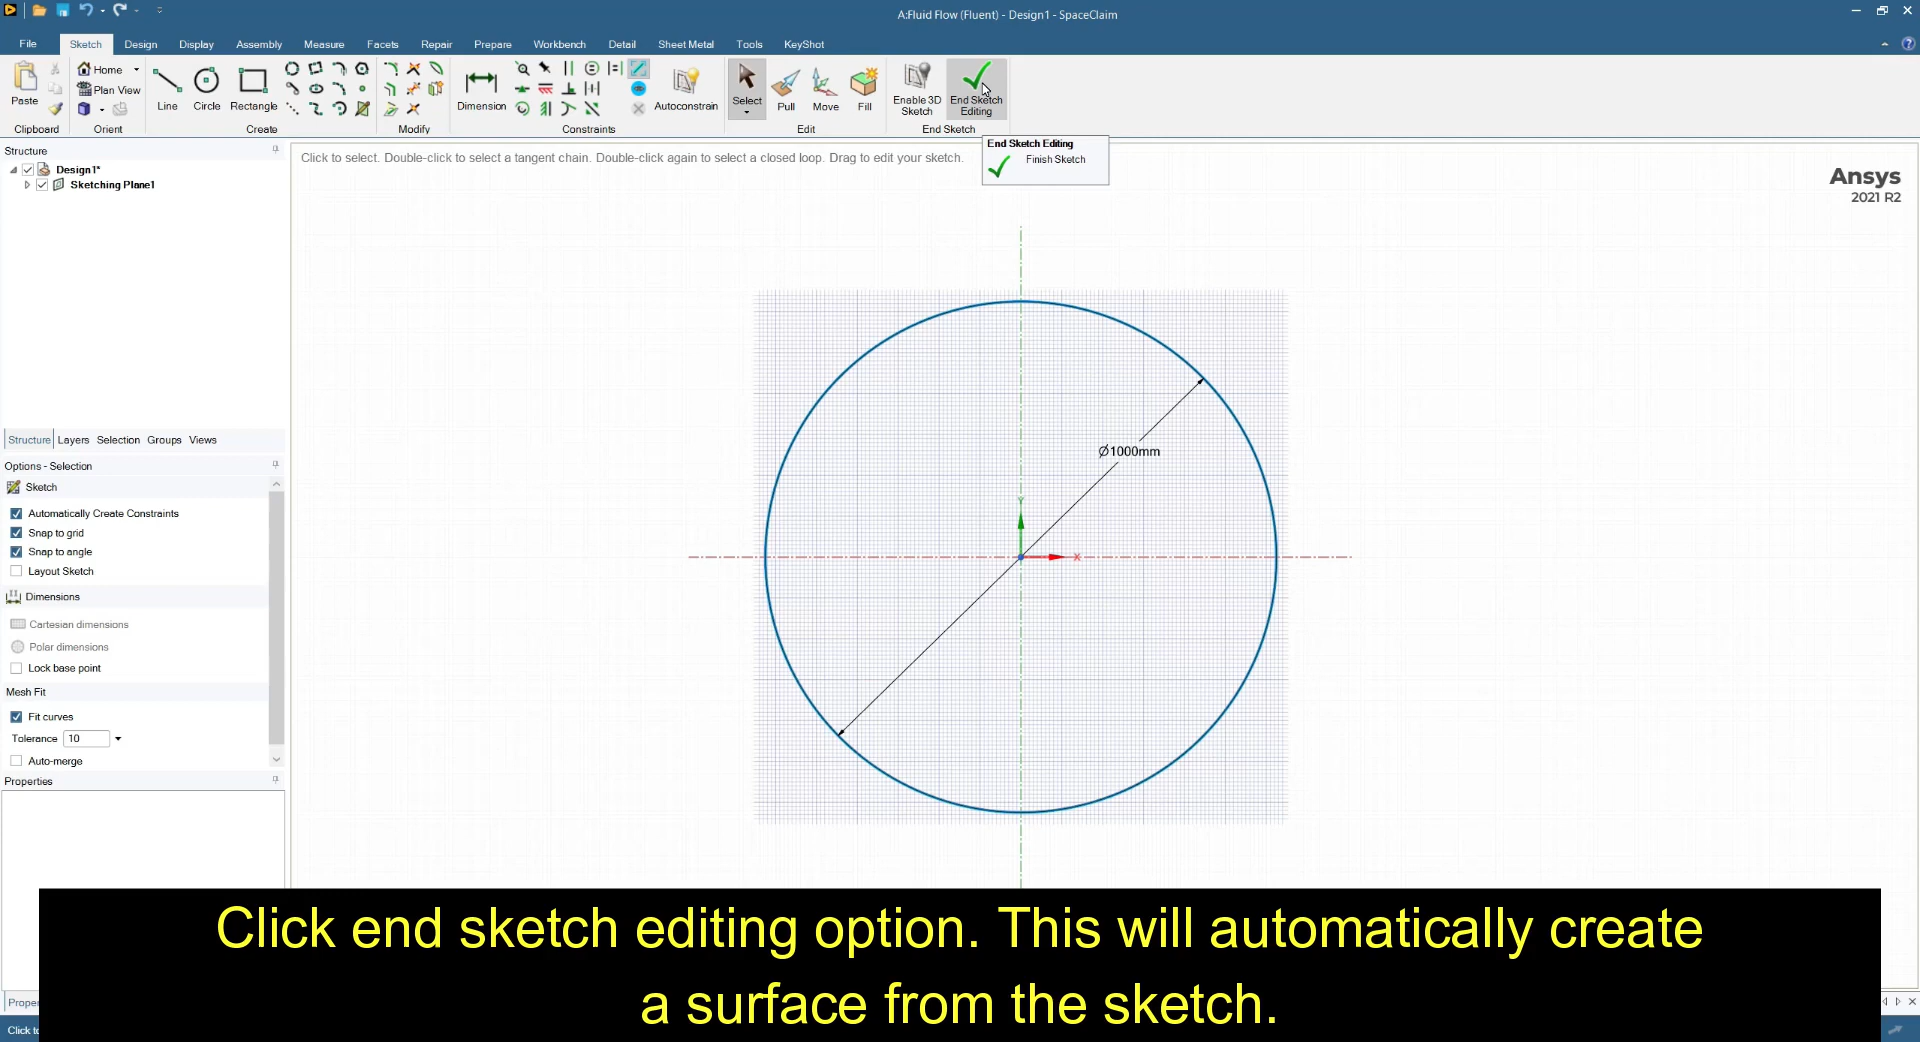 A:Fluid Flow (Fluent) - Design1 - SpaceClaim
File Sketch Design Display Assembly Measure Facets Repair Prepare Workbench Detail Sheet Metal Tools KeyShot
Paste
Clipboard
Home
Plan View
Orient
Line Circle Rectangle
Create
Modify
Dimension
Autoconstrain
Constraints
Select Pull Move Fill
Edit
Enable 3D
Sketch
End Sketch
Editing
End Sketch
End Sketch Editing
Finish Sketch
Structure
Design1*
Sketching Plane1
Click to select. Double-click to select a tangent chain. Double-click again to select a closed loop. Drag to edit your sketch.
Ansys
2021 R2
Ø1000mm
Y
X
Structure Layers Selection Groups Views
Options - Selection
Sketch
Automatically Create Constraints
Snap to grid
Snap to angle
Layout Sketch
Dimensions
Cartesian dimensions
Polar dimensions
Lock base point
Mesh Fit
Fit curves
Tolerance 10
Auto-merge
Properties
Click end sketch editing option. This will automatically create
a surface from the sketch.